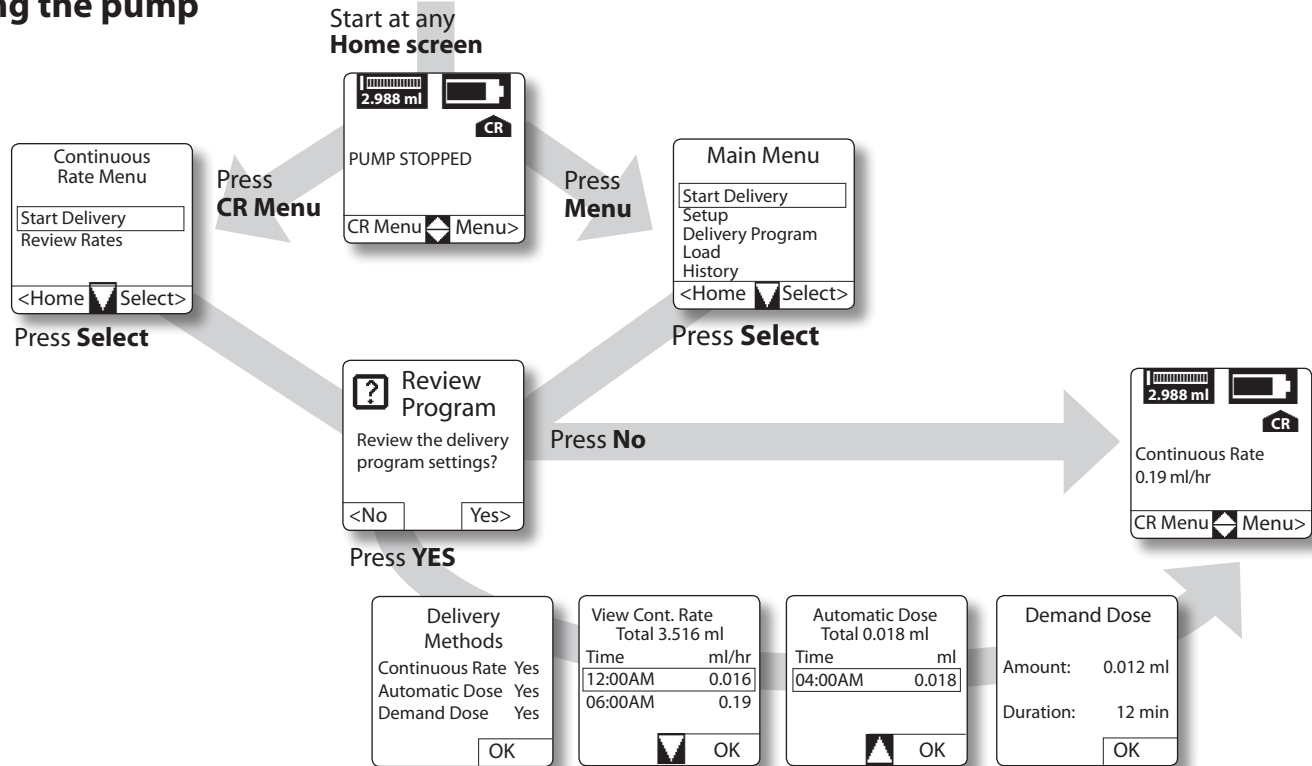 ng the pump
Start at any
Home screen
2.988 ml
CR
PUMP STOPPED
CR Menu Menu>
Press
CR Menu
Press
Menu
Continuous
Rate Menu
Start Delivery
Review Rates
<Home Select>
Press Select
Main Menu
Start Delivery
Setup
Delivery Program
Load
History
<Home Select>
Press Select
? Review
Program
Review the delivery
program settings?
<No Yes>
Press No
Press YES
2.988 ml
CR
Continuous Rate
0.19 ml/hr
CR Menu Menu>
Delivery
Methods
Continuous Rate Yes
Automatic Dose Yes
Demand Dose Yes
OK
View Cont. Rate
Total 3.516 ml
Time ml/hr
12:00AM 0.016
06:00AM 0.19
OK
Automatic Dose
Total 0.018 ml
Time ml
04:00AM 0.018
OK
Demand Dose
Amount: 0.012 ml
Duration: 12 min
OK